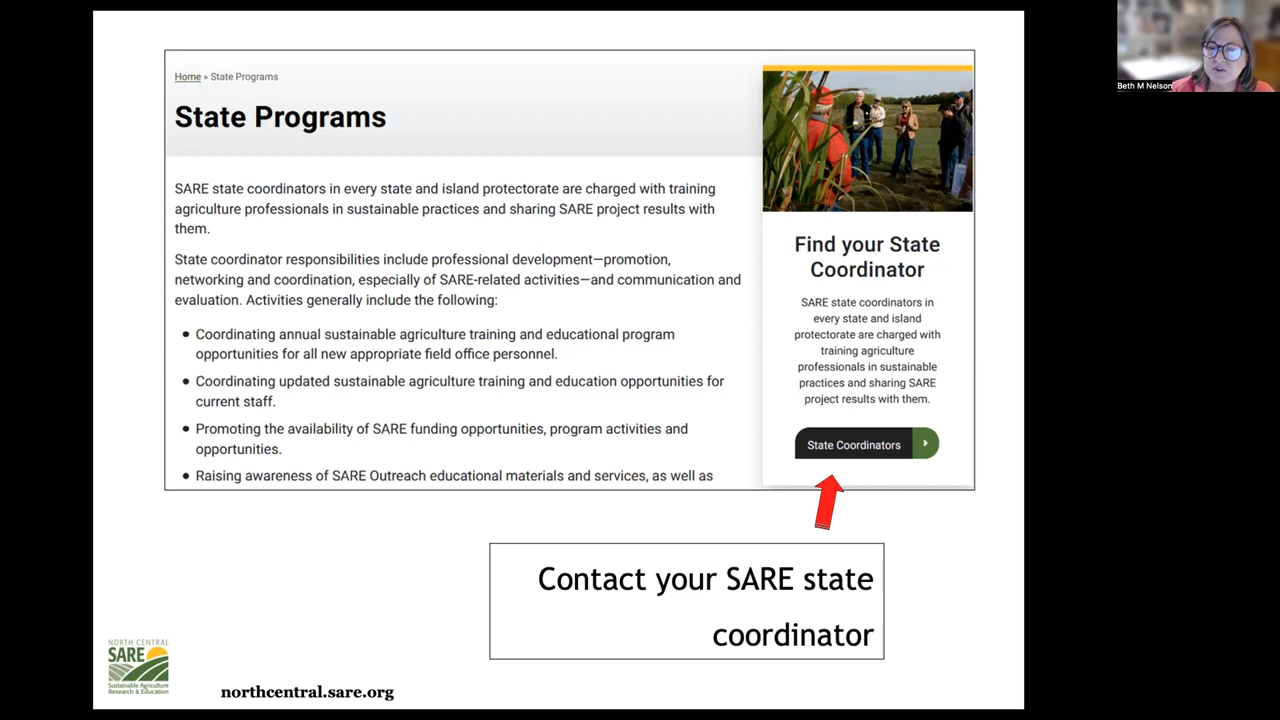 Home » State Programs
State Programs
SARE state coordinators in every state and island protectorate are charged with training
agriculture professionals in sustainable practices and sharing SARE project results with
them.
State coordinator responsibilities include professional development—promotion,
networking and coordination, especially of SARE-related activities—and communication and
evaluation. Activities generally include the following:
• Coordinating annual sustainable agriculture training and educational program
opportunities for all new appropriate field office personnel.
• Coordinating updated sustainable agriculture training and education opportunities for
current staff.
• Promoting the availability of SARE funding opportunities, program activities and
opportunities.
• Raising awareness of SARE Outreach educational materials and services, as well as
Find your State
Coordinator
SARE state coordinators in
every state and island
protectorate are charged with
training agriculture
professionals in sustainable
practices and sharing SARE
project results with them.
State Coordinators
Contact your SARE state
coordinator
NORTH CENTRAL
SARE
Sustainable Agriculture
Research & Education
northcentral.sare.org
Beth M Nelson